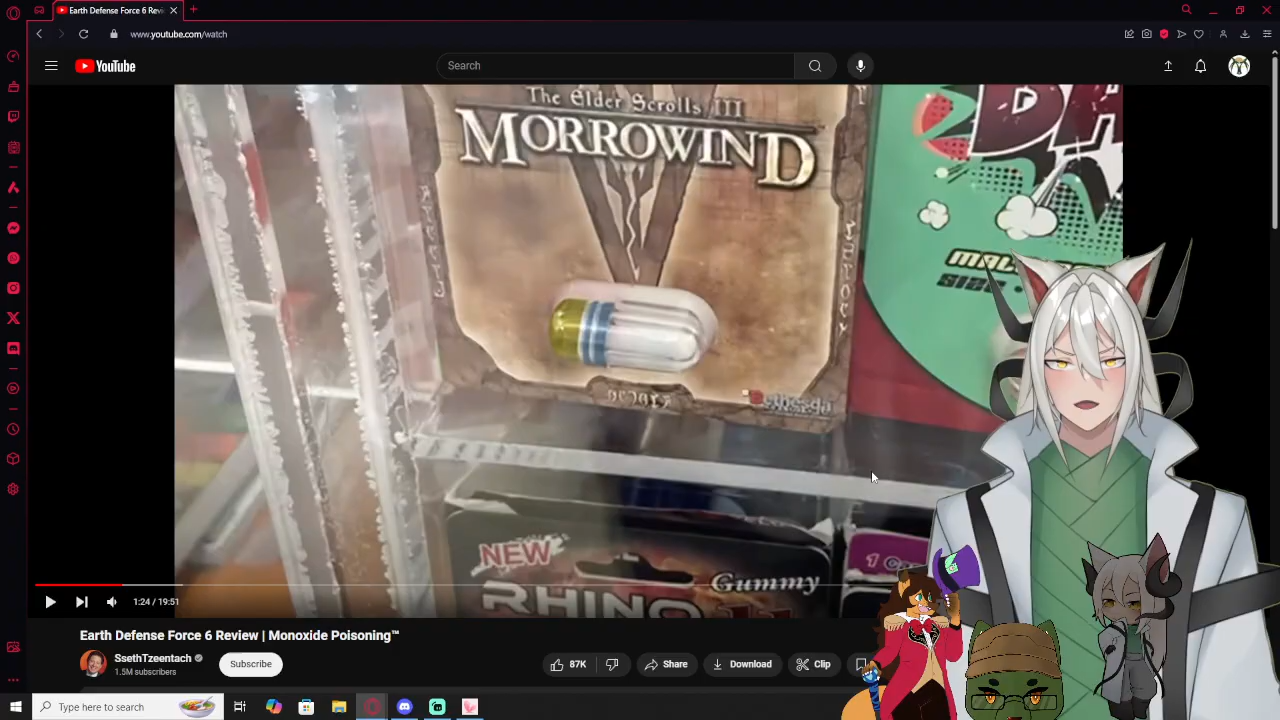 Earth Defense Force 6 Revi
www.youtube.com/watch
YouTube
Search
The Elder Scrolls III
MORROWIND
Bethesda
NEW
Gummy
RHINO
1:24 / 19:51
Earth Defense Force 6 Review | Monoxide Poisoning™
SsethTzeentach
1.5M subscribers
Subscribe
87K
Share
Download
Clip
Type here to search